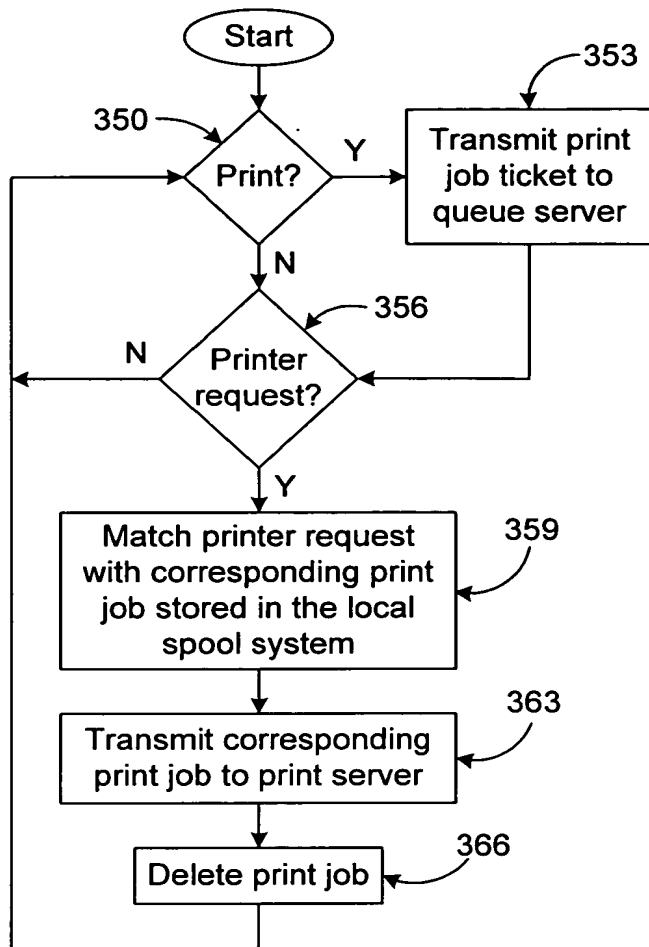 Start
353
350
Print?
Y
Transmit print
job ticket to
queue server
N
356
N
Printer
request?
Y
Match printer request
with corresponding print
job stored in the local
spool system
359
Transmit corresponding
print job to print server
363
Delete print job
366